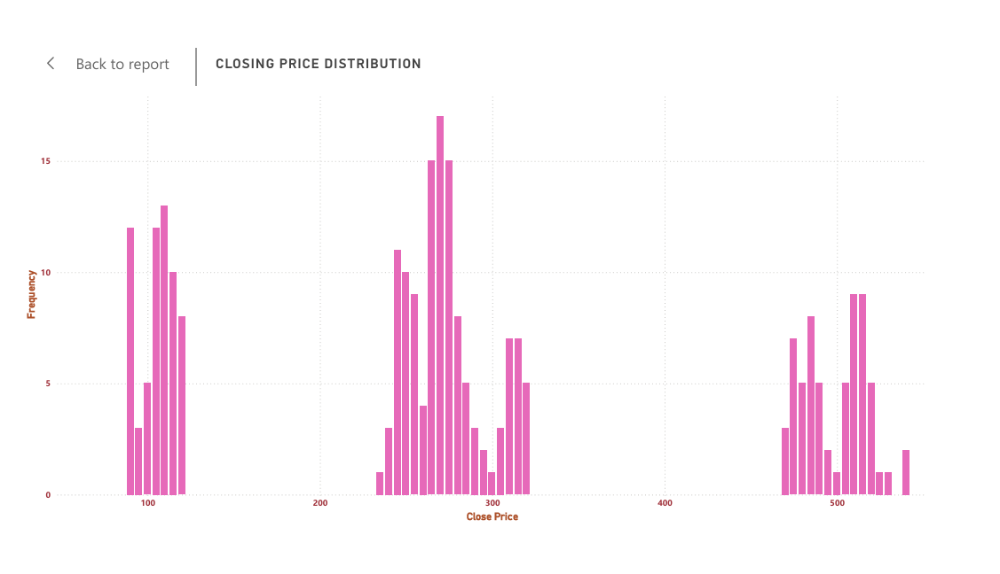 Back to report
CLOSING PRICE DISTRIBUTION
15
10
5
0
Frequency
100 200 300 400 500
Close Price